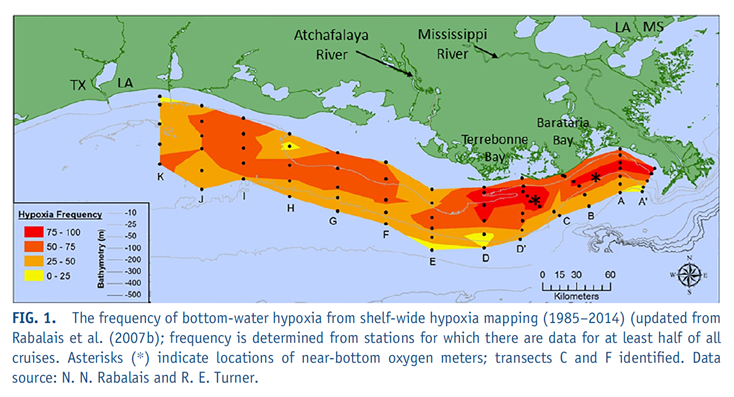 Atchafalaya
River
Mississippi
River
LA
MS
TX
LA
Barataria
Bay
Terrebonne
Bay
K
J
I
H
G
F
E
D
D'
C
B
A
A'
*
*
Hypoxia Frequency
75 - 100
50 - 75
25 - 50
0 - 25
Bathymetry (m)
-10
-25
-50
-100
-300
-400
-500
0 15 30 45 60
Kilometers
N
W
E
S
FIG. 1. The frequency of bottom-water hypoxia from shelf-wide hypoxia mapping (1985–2014) (updated from
Rabalais et al. (2007b); frequency is determined from stations for which there are data for at least half of all
cruises. Asterisks (*) indicate locations of near-bottom oxygen meters; transects C and F identified. Data
source: N. N. Rabalais and R. E. Turner.